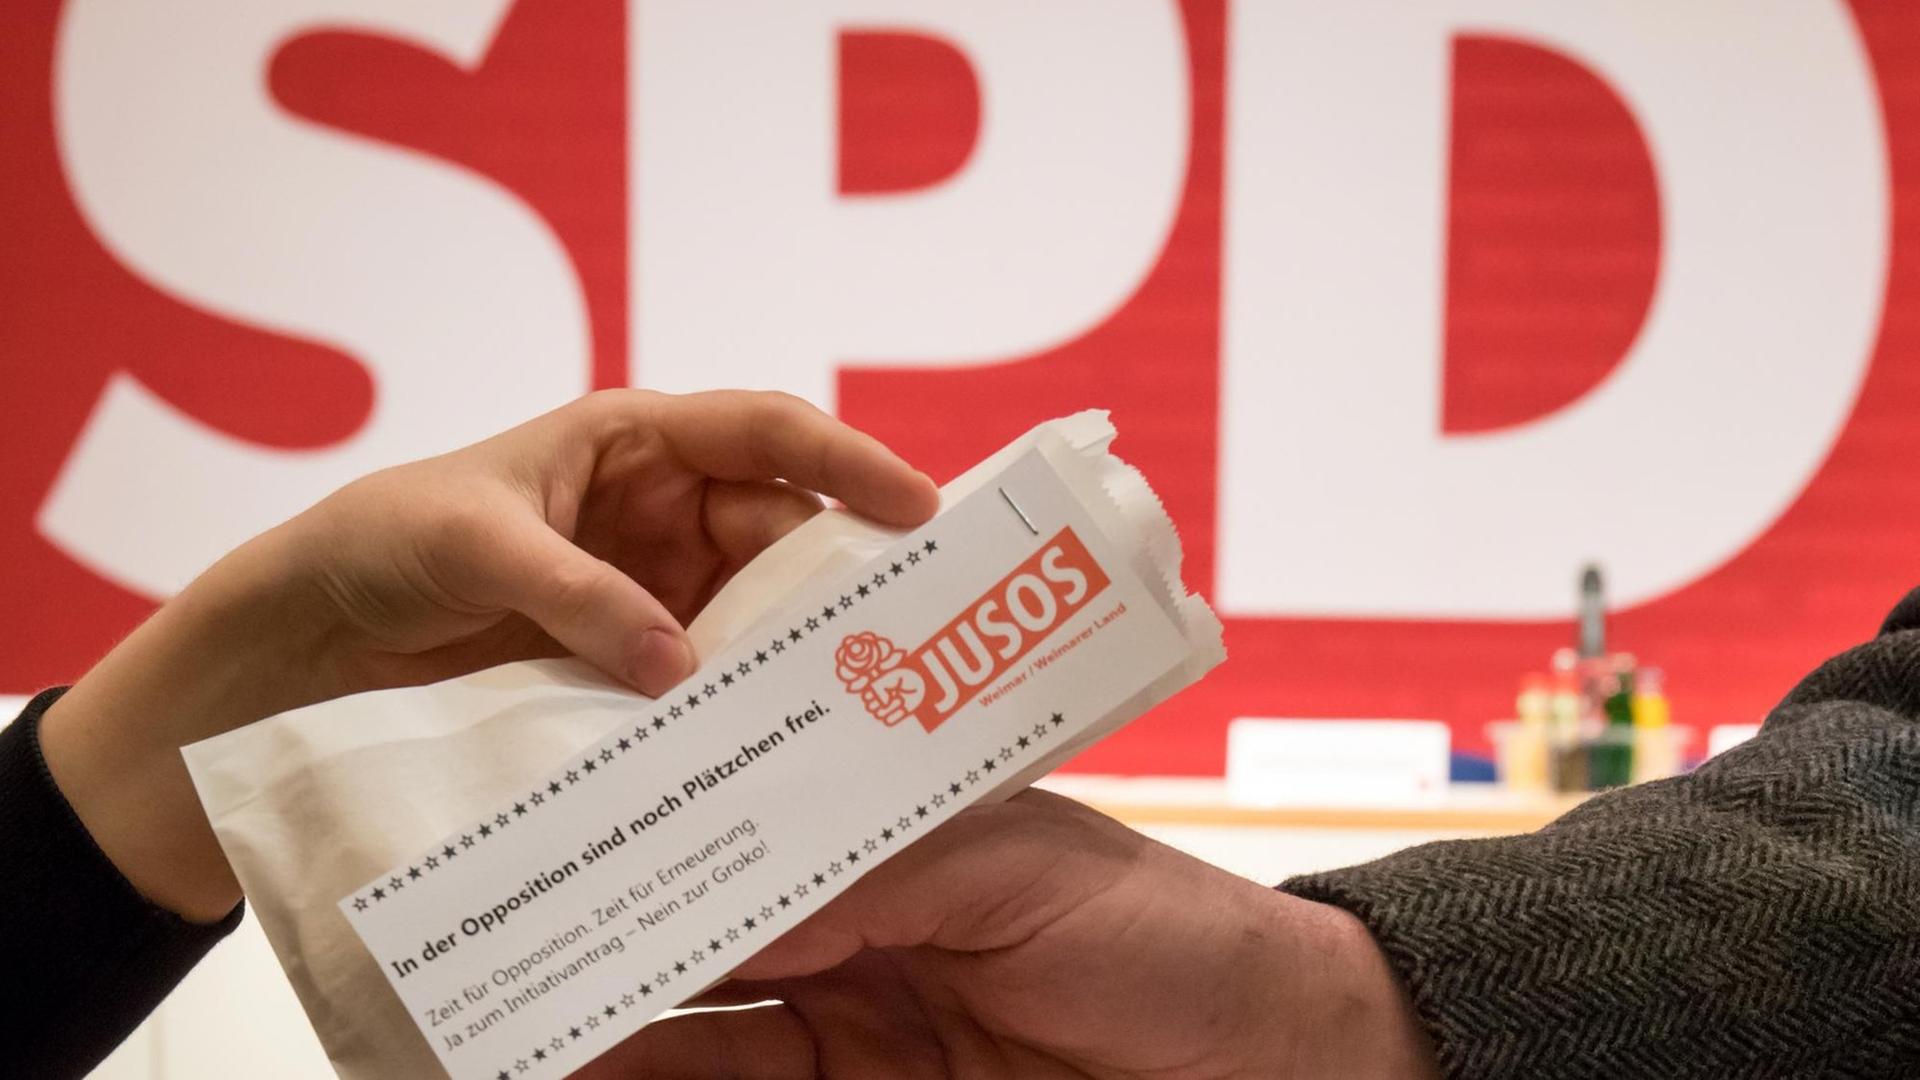 SPD
JUSOS
Weimar / Weimarer Land
In der Opposition sind noch Plätzchen frei.
Zeit für Opposition. Zeit für Erneuerung.
Ja zum Initiativantrag – Nein zur Groko!